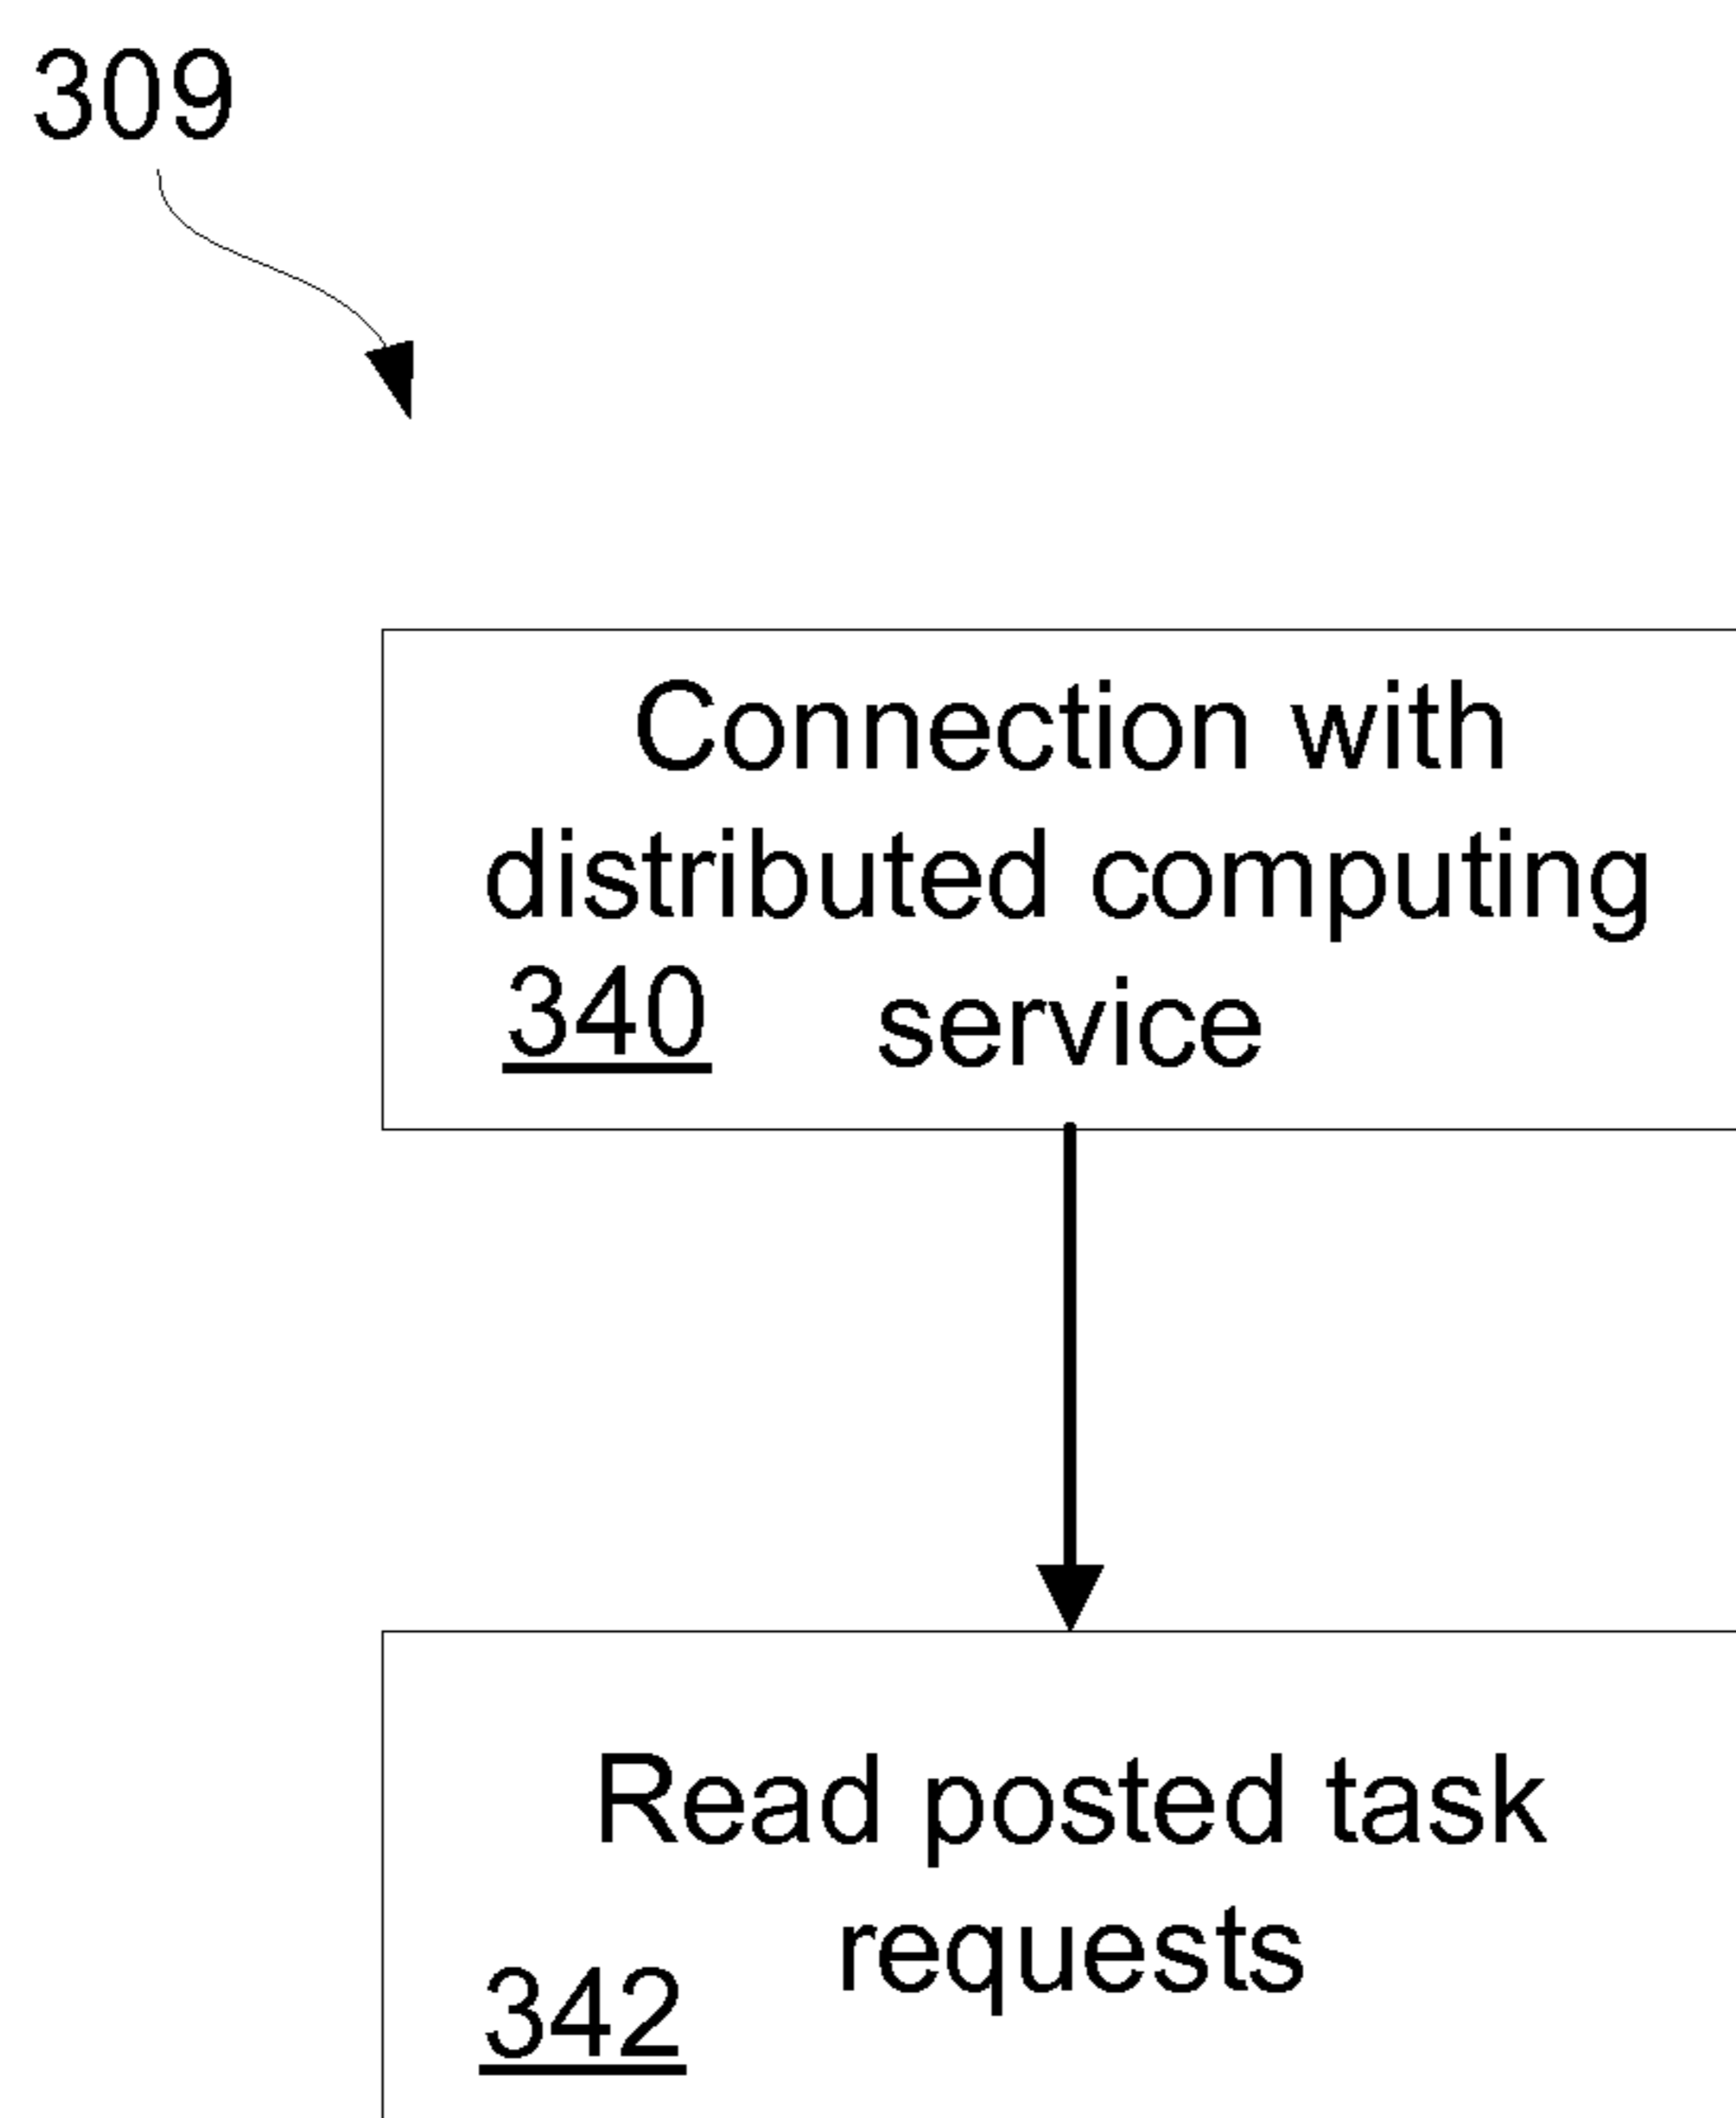 309
Connection with
distributed computing
340 service
Read posted task
requests
342